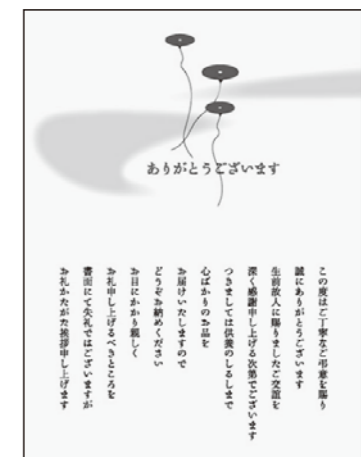 ありがとうございます
この度はご丁寧なご弔意を賜り
誠にありがとうございます
生前故人に賜りましたご交誼を
深く感謝申し上げる次第でございます
つきましては供養のしるしまで
心ばかりのお品を
お届けいたしますので
どうぞお納めください
お目にかかり親しく
お礼申し上げるべきところを
書面にて失礼ではございますが
お礼かたがた挨拶申し上げます